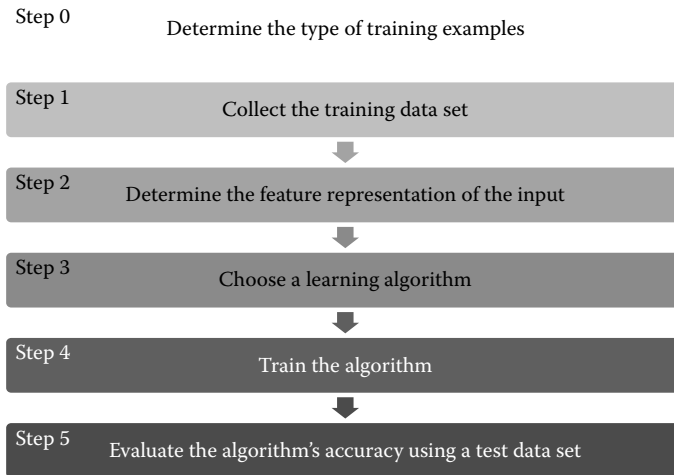 Step 0
Determine the type of training examples
Step 1
Collect the training data set
Step 2
Determine the feature representation of the input
Step 3
Choose a learning algorithm
Step 4
Train the algorithm
Step 5
Evaluate the algorithm’s accuracy using a test data set